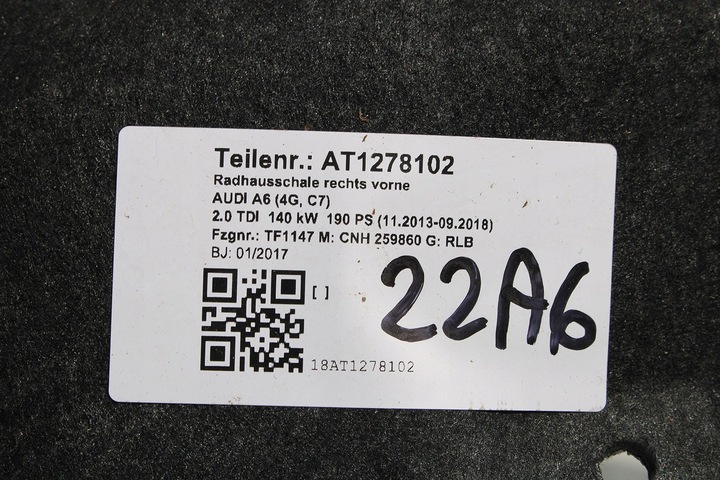 Teilenr.: AT1278102
Radhausschale rechts vorne
AUDI A6 (4G, C7)
2.0 TDI 140 kW 190 PS (11.2013-09.2018)
Fzgnr.: TF1147 M: CNH 259860 G: RLB
BJ: 01/2017
[ ]
22A6
18AT1278102